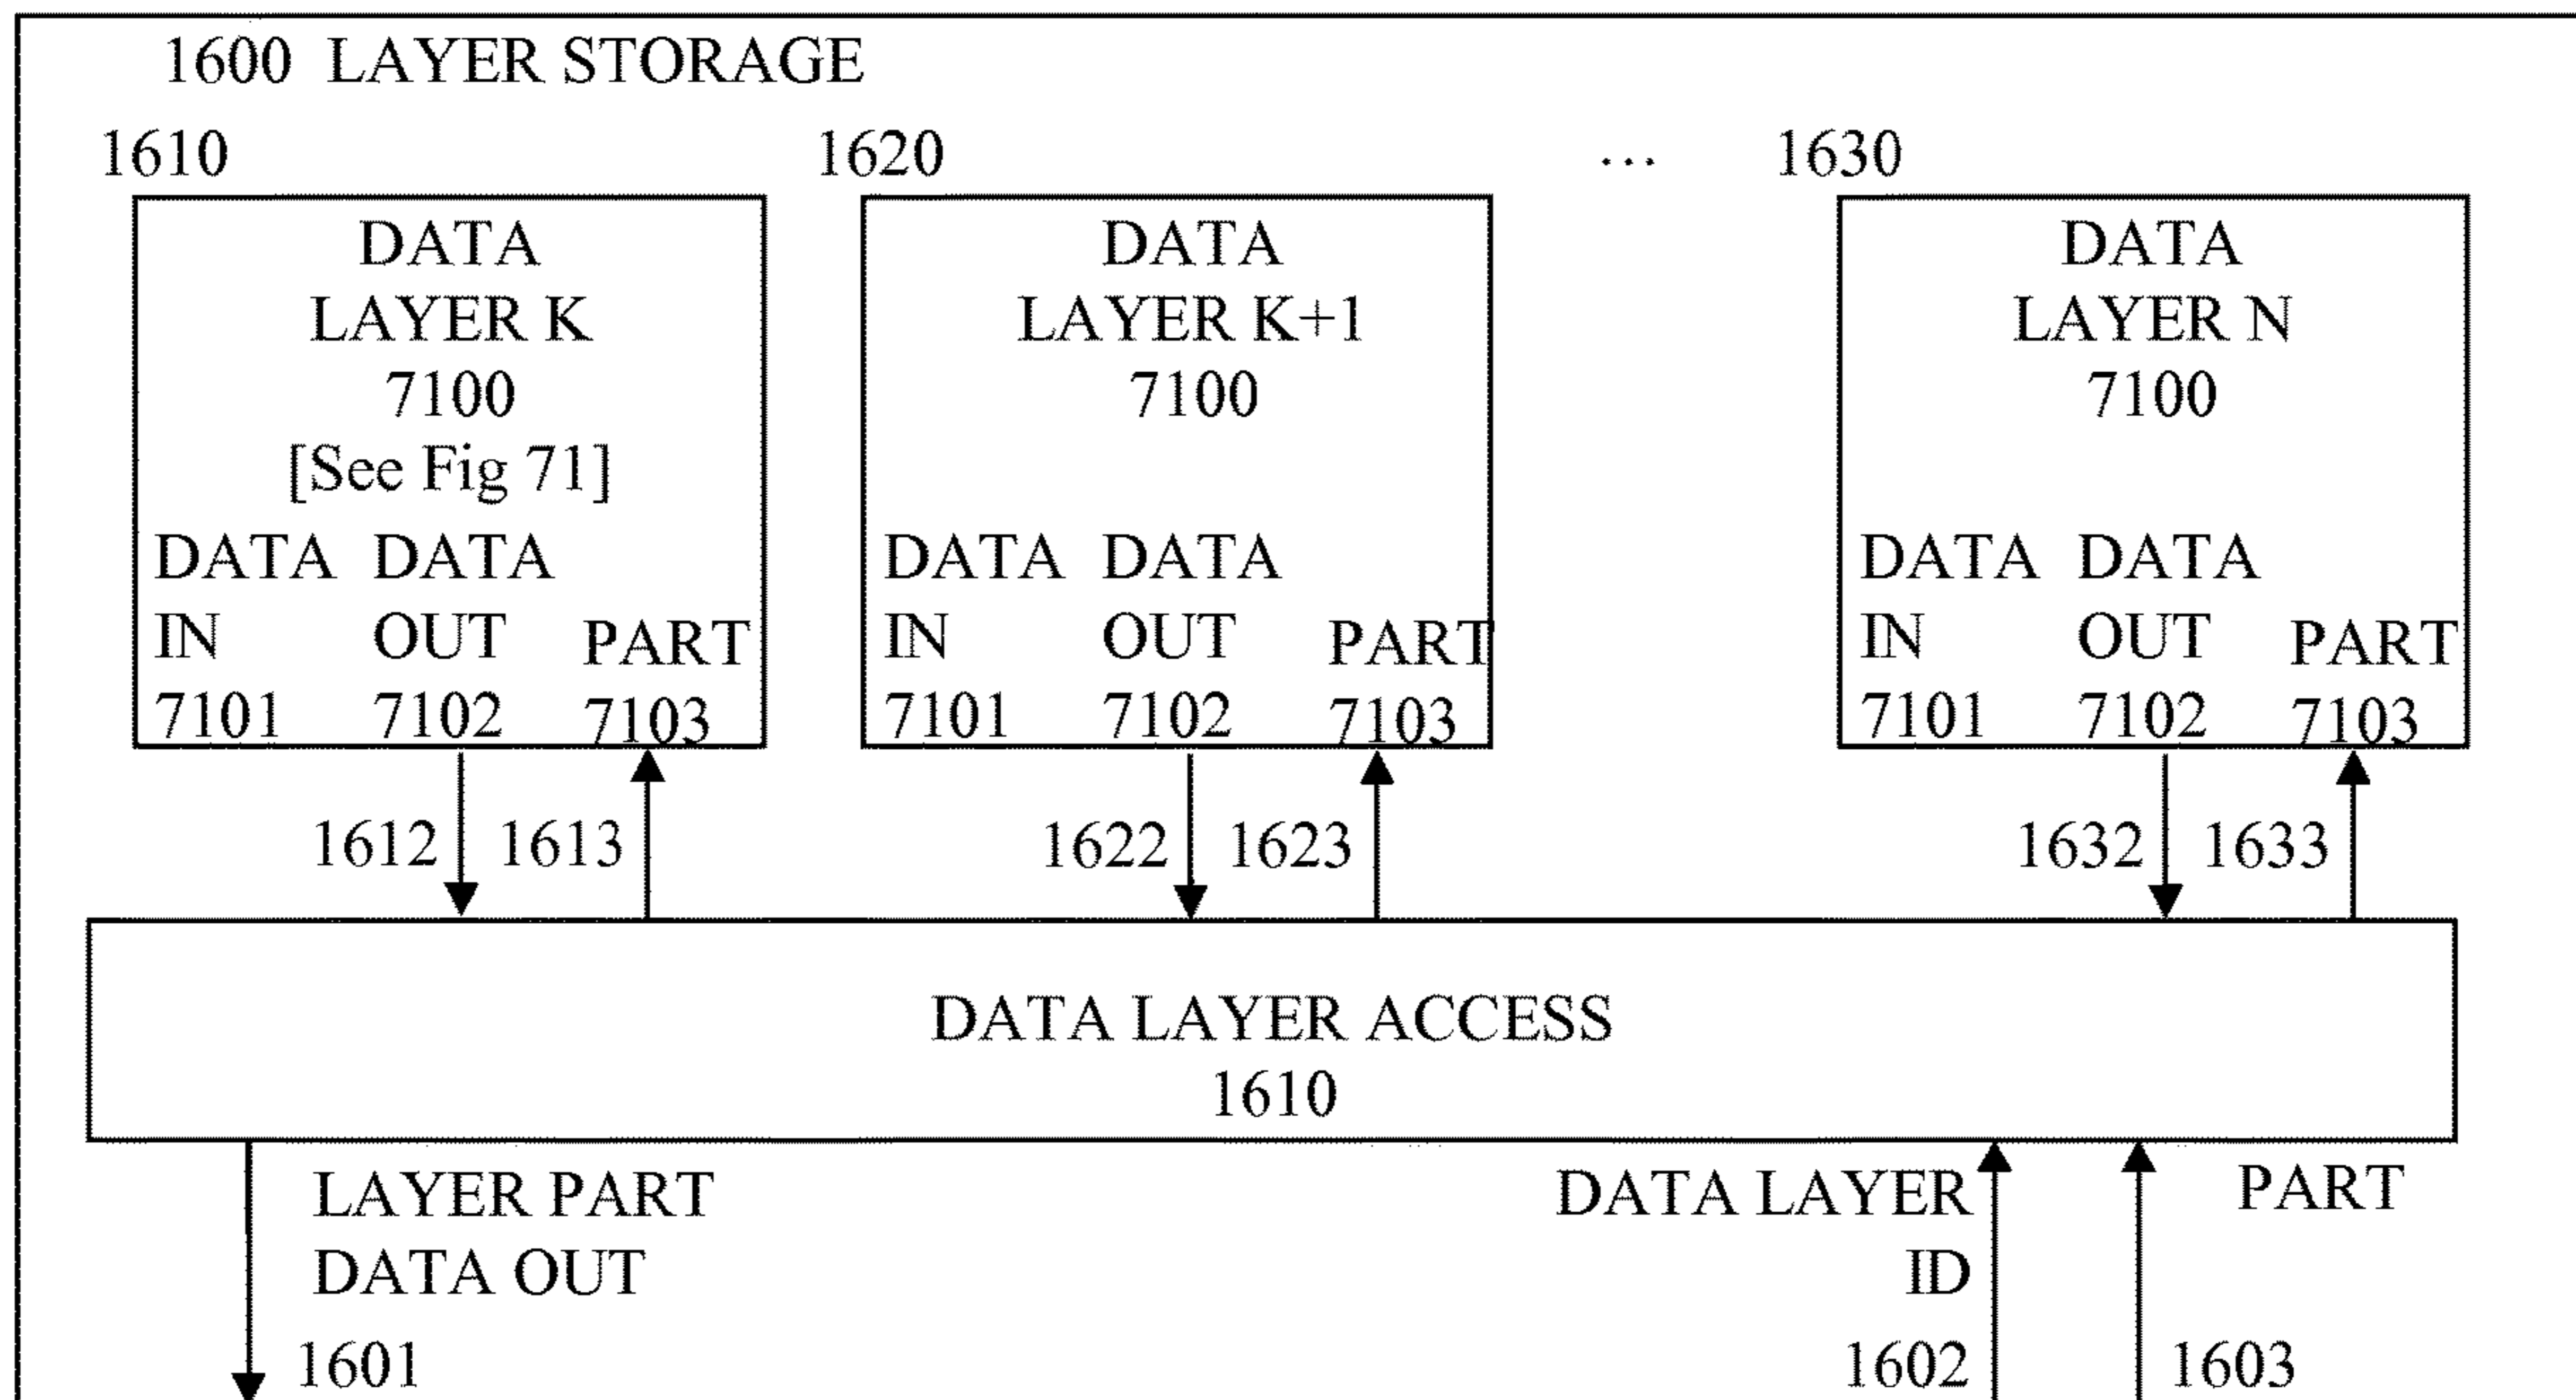 1600 LAYER STORAGE
1610 1620 ... 1630
DATA DATA DATA
LAYER K LAYER K+1 LAYER N
7100 7100 7100
[See Fig 71]
DATA DATA DATA DATA DATA DATA
IN OUT PART IN OUT PART IN OUT PART
7101 7102 7103 7101 7102 7103 7101 7102 7103
1612 1613 1622 1623 1632 1633
DATA LAYER ACCESS
1610
LAYER PART DATA LAYER PART
DATA OUT ID
1601 1602 1603